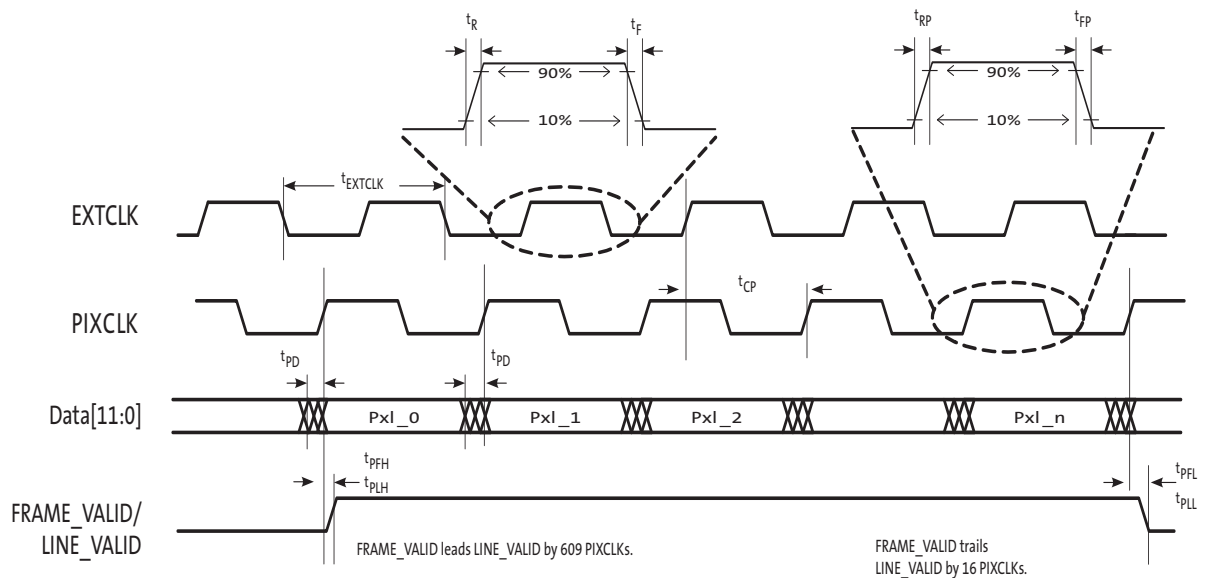 tR
tF
tRP
tFP
90%
90%
10%
10%
tEXTCLK
EXTCLK
tCP
PIXCLK
tPD
tPD
Data[11:0]
Pxl_0
Pxl_1
Pxl_2
Pxl_n
tPFH
tPLH
tPFL
tPLL
FRAME_VALID/
LINE_VALID
FRAME_VALID leads LINE_VALID by 609 PIXCLKs.
FRAME_VALID trails
LINE_VALID by 16 PIXCLKs.